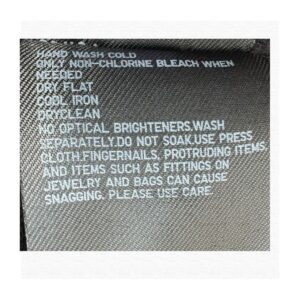 HAND WASH COLD
ONLY NON-CHLORINE BLEACH WHEN
NEEDED
DRY FLAT
COOL IRON
DRYCLEAN
NO OPTICAL BRIGHTENERS.WASH
SEPARATELY.DO NOT SOAK.USE PRESS
CLOTH.FINGERNAILS, PROTRUDING ITEMS
AND ITEMS SUCH AS FITTINGS ON
JEWELRY AND BAGS CAN CAUSE
SNAGGING. PLEASE USE CARE.